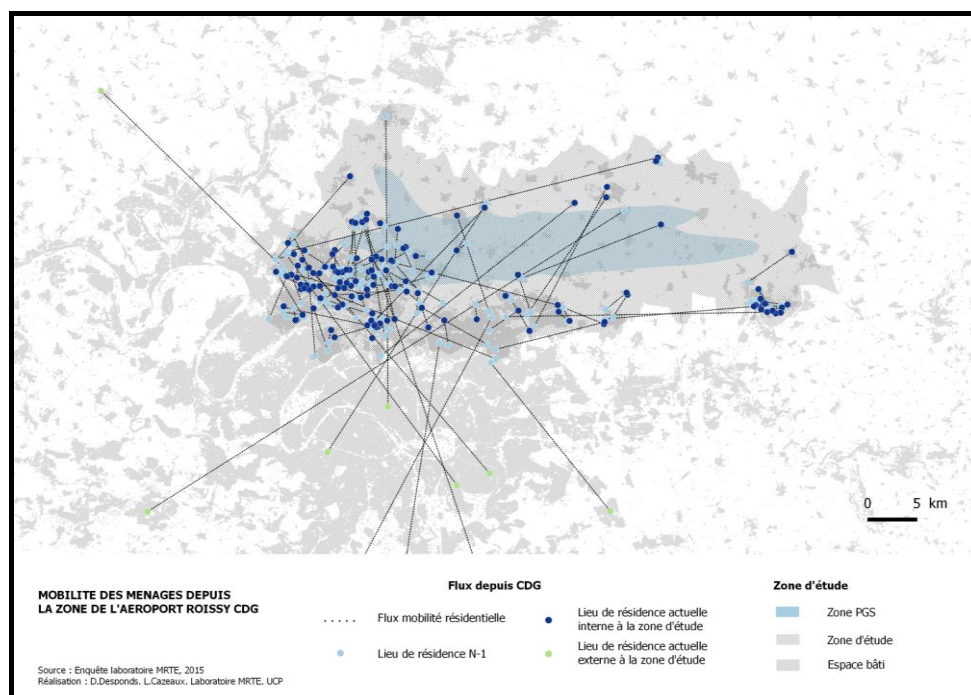 0 5 km
MOBILITE DES MENAGES DEPUIS
LA ZONE DE L'AEROPORT ROISSY CDG
Source : Enquête laboratoire MRTE, 2015
Réalisation : D.Desponds, L.Cazeaux, Laboratoire MRTE, UCP
Flux depuis CDG
Flux mobilité résidentielle
Lieu de résidence N-1
Lieu de résidence actuelle
interne à la zone d'étude
Lieu de résidence actuelle
externe à la zone d'étude
Zone d'étude
Zone PGS
Zone d'étude
Espace bâti